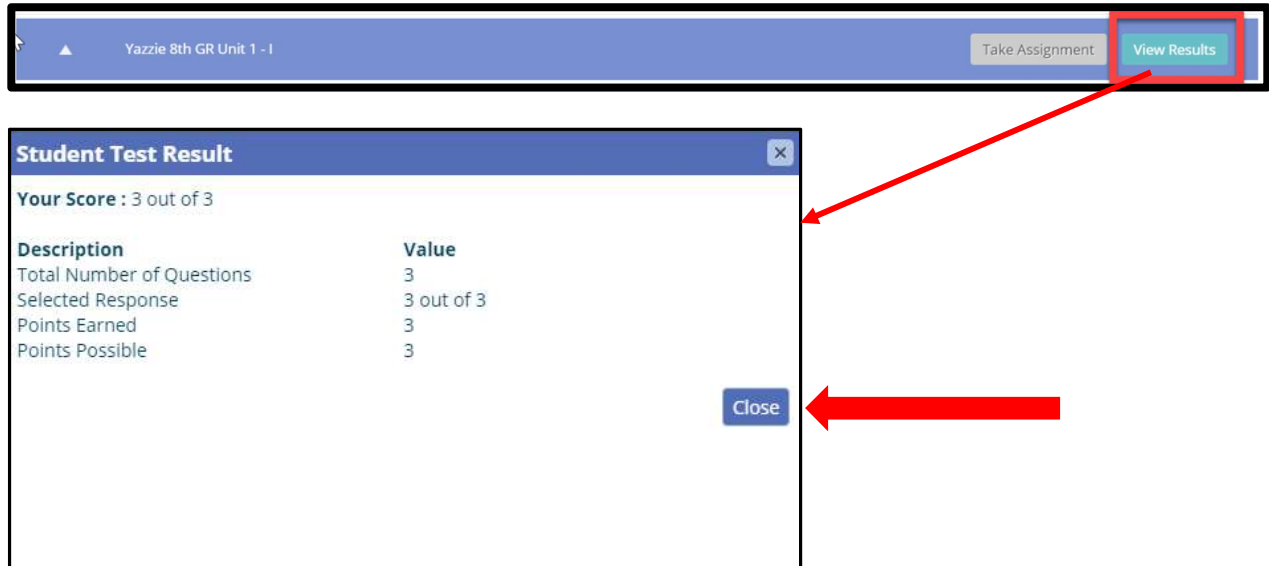 Yazzie 8th GR Unit 1 - I Take Assignment View Results
Student Test Result
Your Score : 3 out of 3
Description Value
Total Number of Questions 3
Selected Response 3 out of 3
Points Earned 3
Points Possible 3
Close